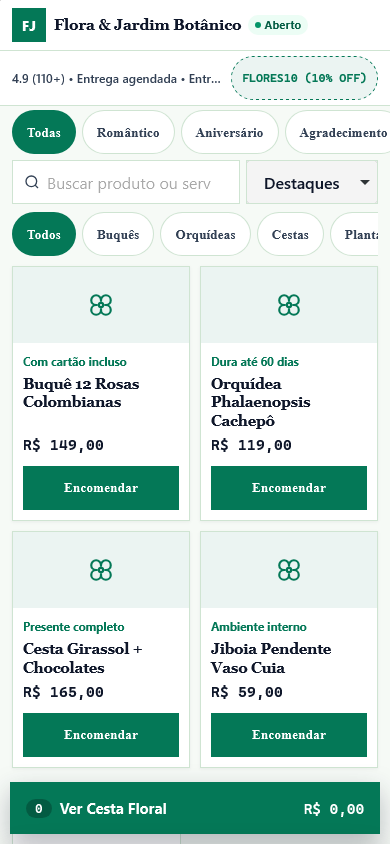 FJ
Flora & Jardim Botânico
Aberto
4.9 (110+) • Entrega agendada • Entr...
FLORES10 (10% OFF)
Todas
Romântico
Aniversário
Agradecimento
Buscar produto ou serv
Destaques
Todos
Buquês
Orquídeas
Cestas
Planta
Com cartão incluso
Buquê 12 Rosas
Colombianas
R$ 149,00
Encomendar
Dura até 60 dias
Orquídea
Phalaenopsis
Cachepô
R$ 119,00
Encomendar
Presente completo
Cesta Girassol +
Chocolates
R$ 165,00
Encomendar
Ambiente interno
Jiboia Pendente
Vaso Cuia
R$ 59,00
Encomendar
0
Ver Cesta Floral
R$ 0,00